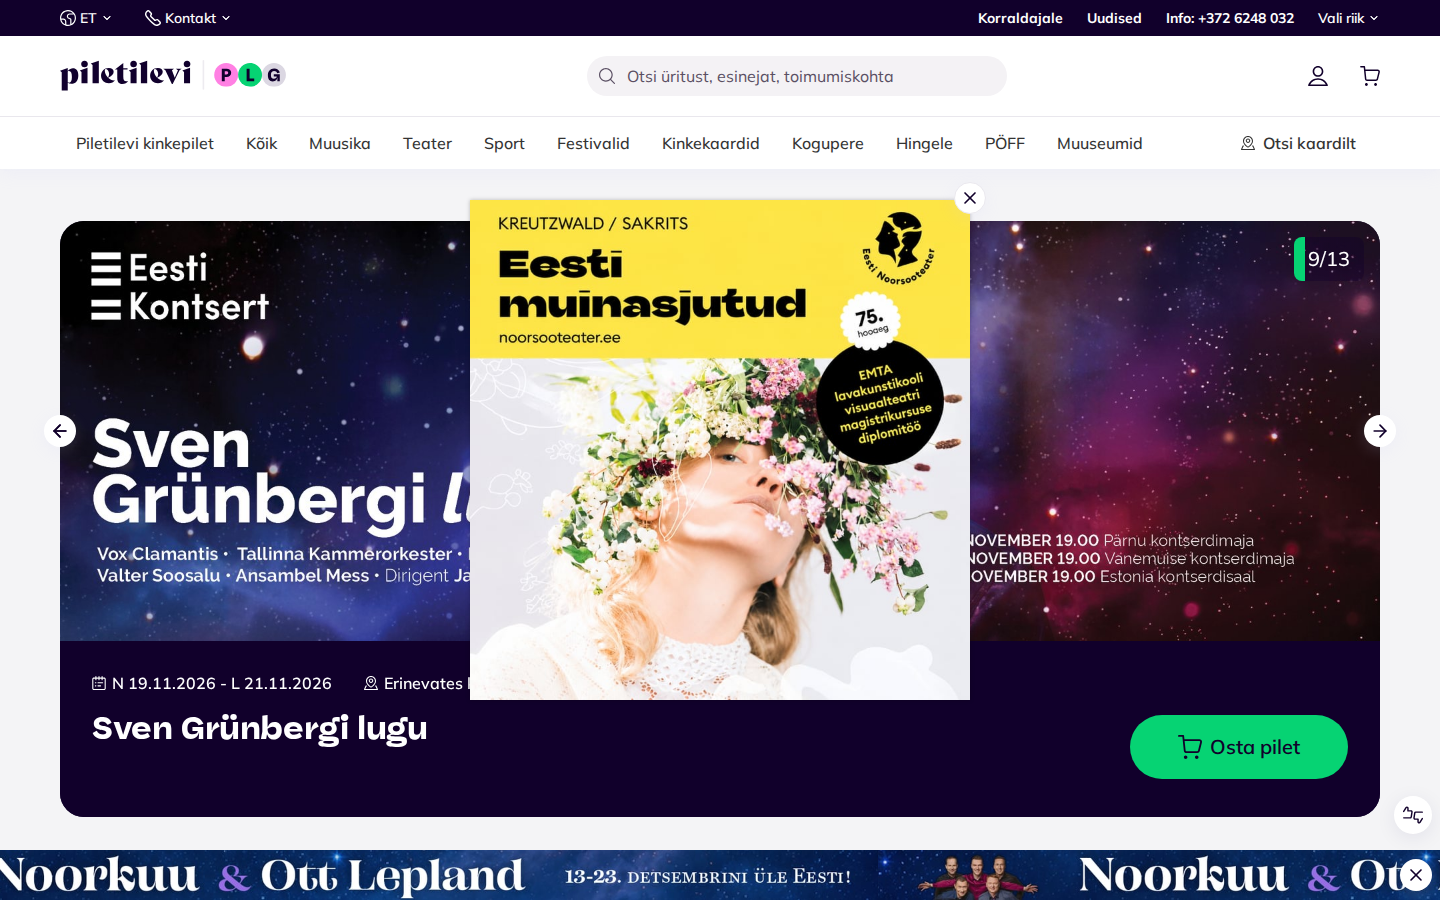 ET
Kontakt
Korraldajale
Uudised
Info: +372 6248 032
Vali riik
piletilevi
P L G
Otsi üritust, esinejat, toimumiskohta
Piletilevi kinkepilet
Kõik
Muusika
Teater
Sport
Festivalid
Kinkekaardid
Kogupere
Hingele
PÖFF
Muuseumid
Otsi kaardilt
Eesti
Kontsert
9/13
Sven
Grünbergi
Vox Clamantis • Tallinna Kammerorkester •
Valter Soosalu • Ansambel Mess • Dirigent
NOVEMBER 19.00 Pärnu kontserdimaja
NOVEMBER 19.00 Vanemuise kontserdimaja
NOVEMBER 19.00 Estonia kontserdisaal
KREUTZWALD / SAKRITS
Eesti
muinasjutud
noorsooteater.ee
Eesti Noorsooteater
75.
hooaeg
EMTA
lavakunstikooli
visuaalteatri
magistrikursuse
diplomitöö
N 19.11.2026 - L 21.11.2026
Erinevates
Sven Grünbergi lugu
Osta pilet
Noorkuu & Ott Lepland
13-23. DETSEMBRINI ÜLE EESTI!
Noorkuu & Ott